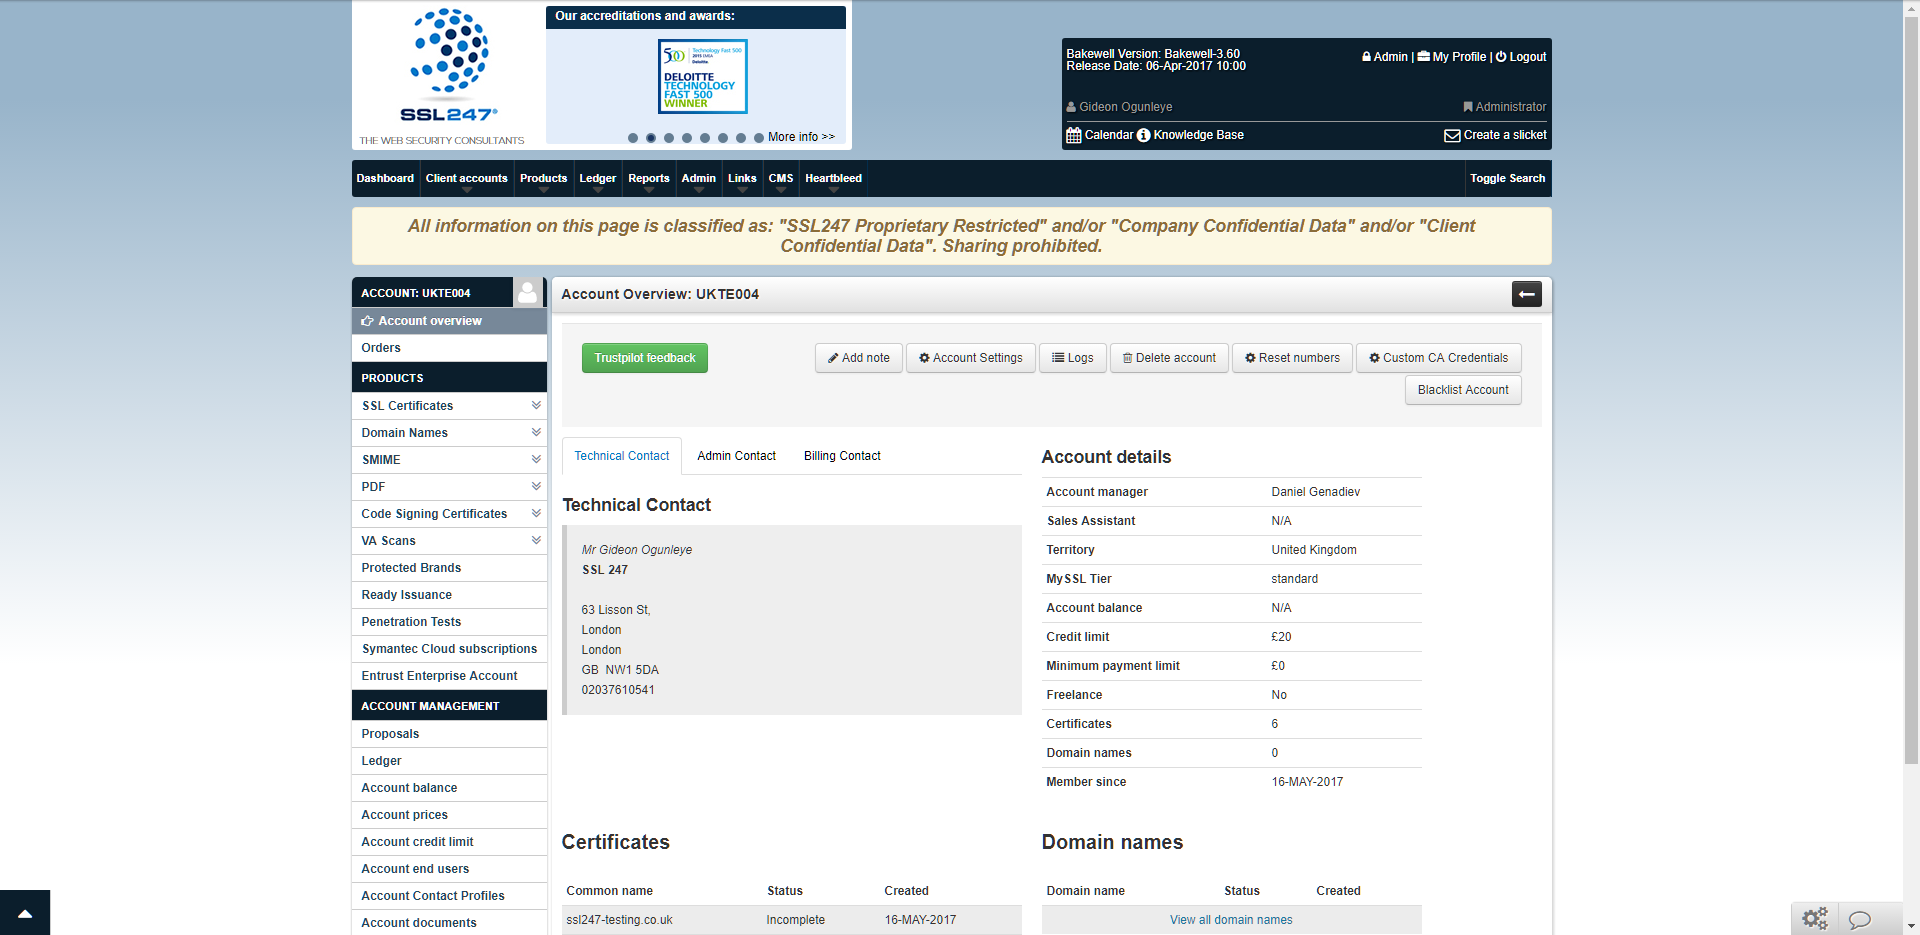 SSL247®
THE WEB SECURITY CONSULTANTS
Our accreditations and awards:
500 Technology Fast 500
2015 EMEA
Deloitte
DELOITTE
TECHNOLOGY
FAST 500
WINNER
More info >>
Bakewell Version: Bakewell-3.60
Release Date: 06-Apr-2017 10:00
Admin | My Profile | Logout
Gideon Ogunleye
Administrator
Calendar Knowledge Base
Create a slicket
Dashboard Client accounts Products Ledger Reports Admin Links CMS Heartbleed Toggle Search
All information on this page is classified as: "SSL247 Proprietary Restricted" and/or "Company Confidential Data" and/or "Client
Confidential Data". Sharing prohibited.
ACCOUNT: UKTE004
Account overview
Orders
PRODUCTS
SSL Certificates
Domain Names
SMIME
PDF
Code Signing Certificates
VA Scans
Protected Brands
Ready Issuance
Penetration Tests
Symantec Cloud subscriptions
Entrust Enterprise Account
ACCOUNT MANAGEMENT
Proposals
Ledger
Account balance
Account prices
Account credit limit
Account end users
Account Contact Profiles
Account documents
Account Overview: UKTE004
Trustpilot feedback
Add note Account Settings Logs Delete account Reset numbers Custom CA Credentials
Blacklist Account
Technical Contact Admin Contact Billing Contact
Technical Contact
Mr Gideon Ogunleye
SSL 247
63 Lisson St,
London
London
GB NW1 5DA
02037610541
Account details
Account manager Daniel Genadiev
Sales Assistant N/A
Territory United Kingdom
MySSL Tier standard
Account balance N/A
Credit limit £20
Minimum payment limit £0
Freelance No
Certificates 6
Domain names 0
Member since 16-MAY-2017
Certificates
Common name Status Created
ssl247-testing.co.uk Incomplete 16-MAY-2017
Domain names
Domain name Status Created
View all domain names